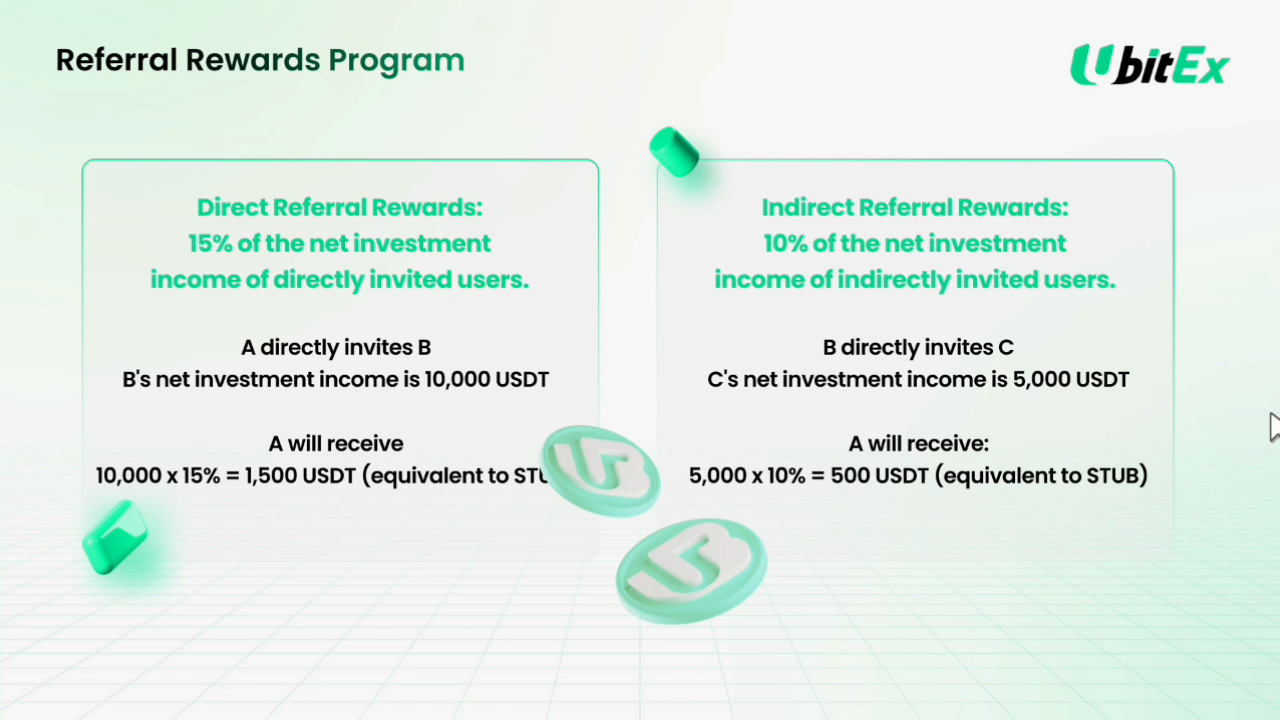 Referral Rewards Program
UbitEx
Direct Referral Rewards:
15% of the net investment
income of directly invited users.
A directly invites B
B's net investment income is 10,000 USDT
A will receive
10,000 x 15% = 1,500 USDT (equivalent to
Indirect Referral Rewards:
10% of the net investment
income of indirectly invited users.
B directly invites C
C's net investment income is 5,000 USDT
A will receive:
5,000 x 10% = 500 USDT (equivalent to STUB)